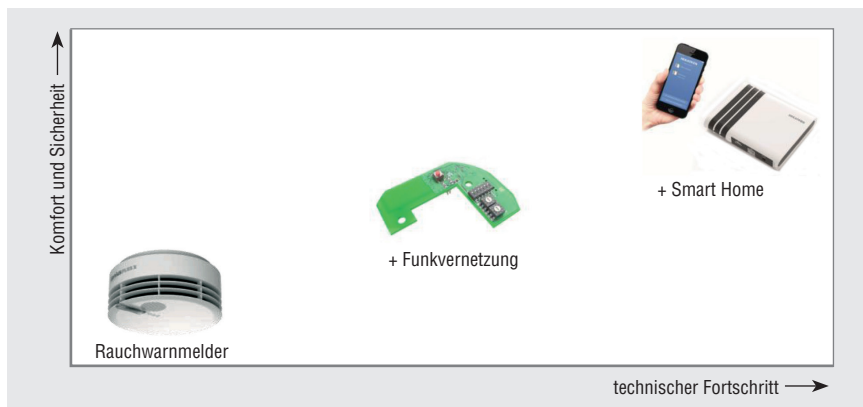 Komfort und Sicherheit
+ Smart Home
+ Funkvernetzung
Rauchwarnmelder
technischer Fortschritt